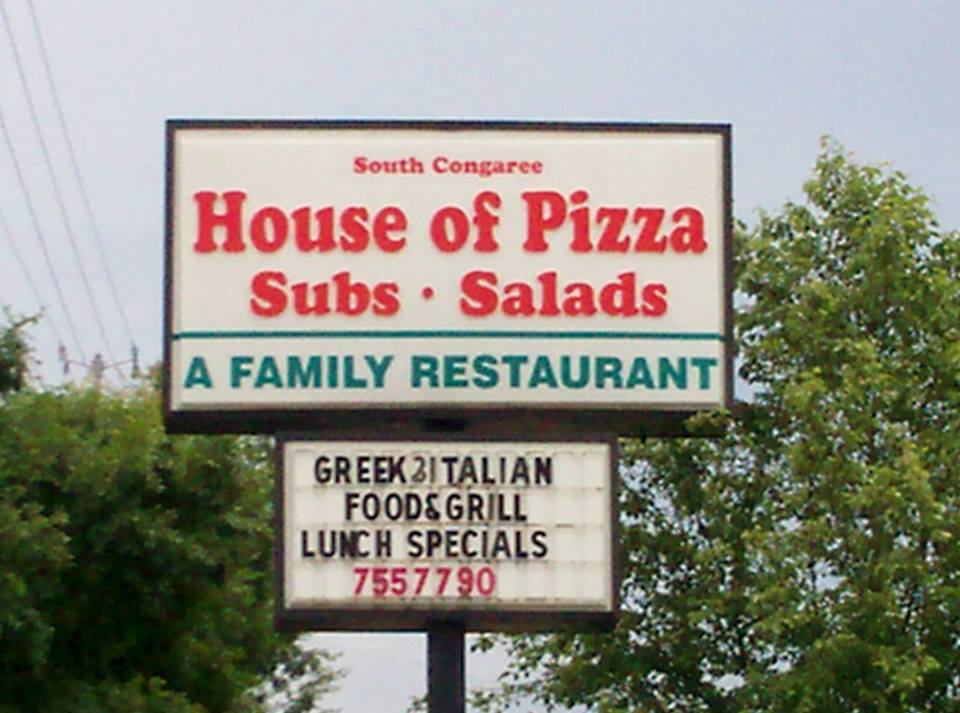 South Congaree
House of Pizza
Subs · Salads
A FAMILY RESTAURANT
GREEK & ITALIAN
FOOD&GRILL
LUNCH SPECIALS
7557790